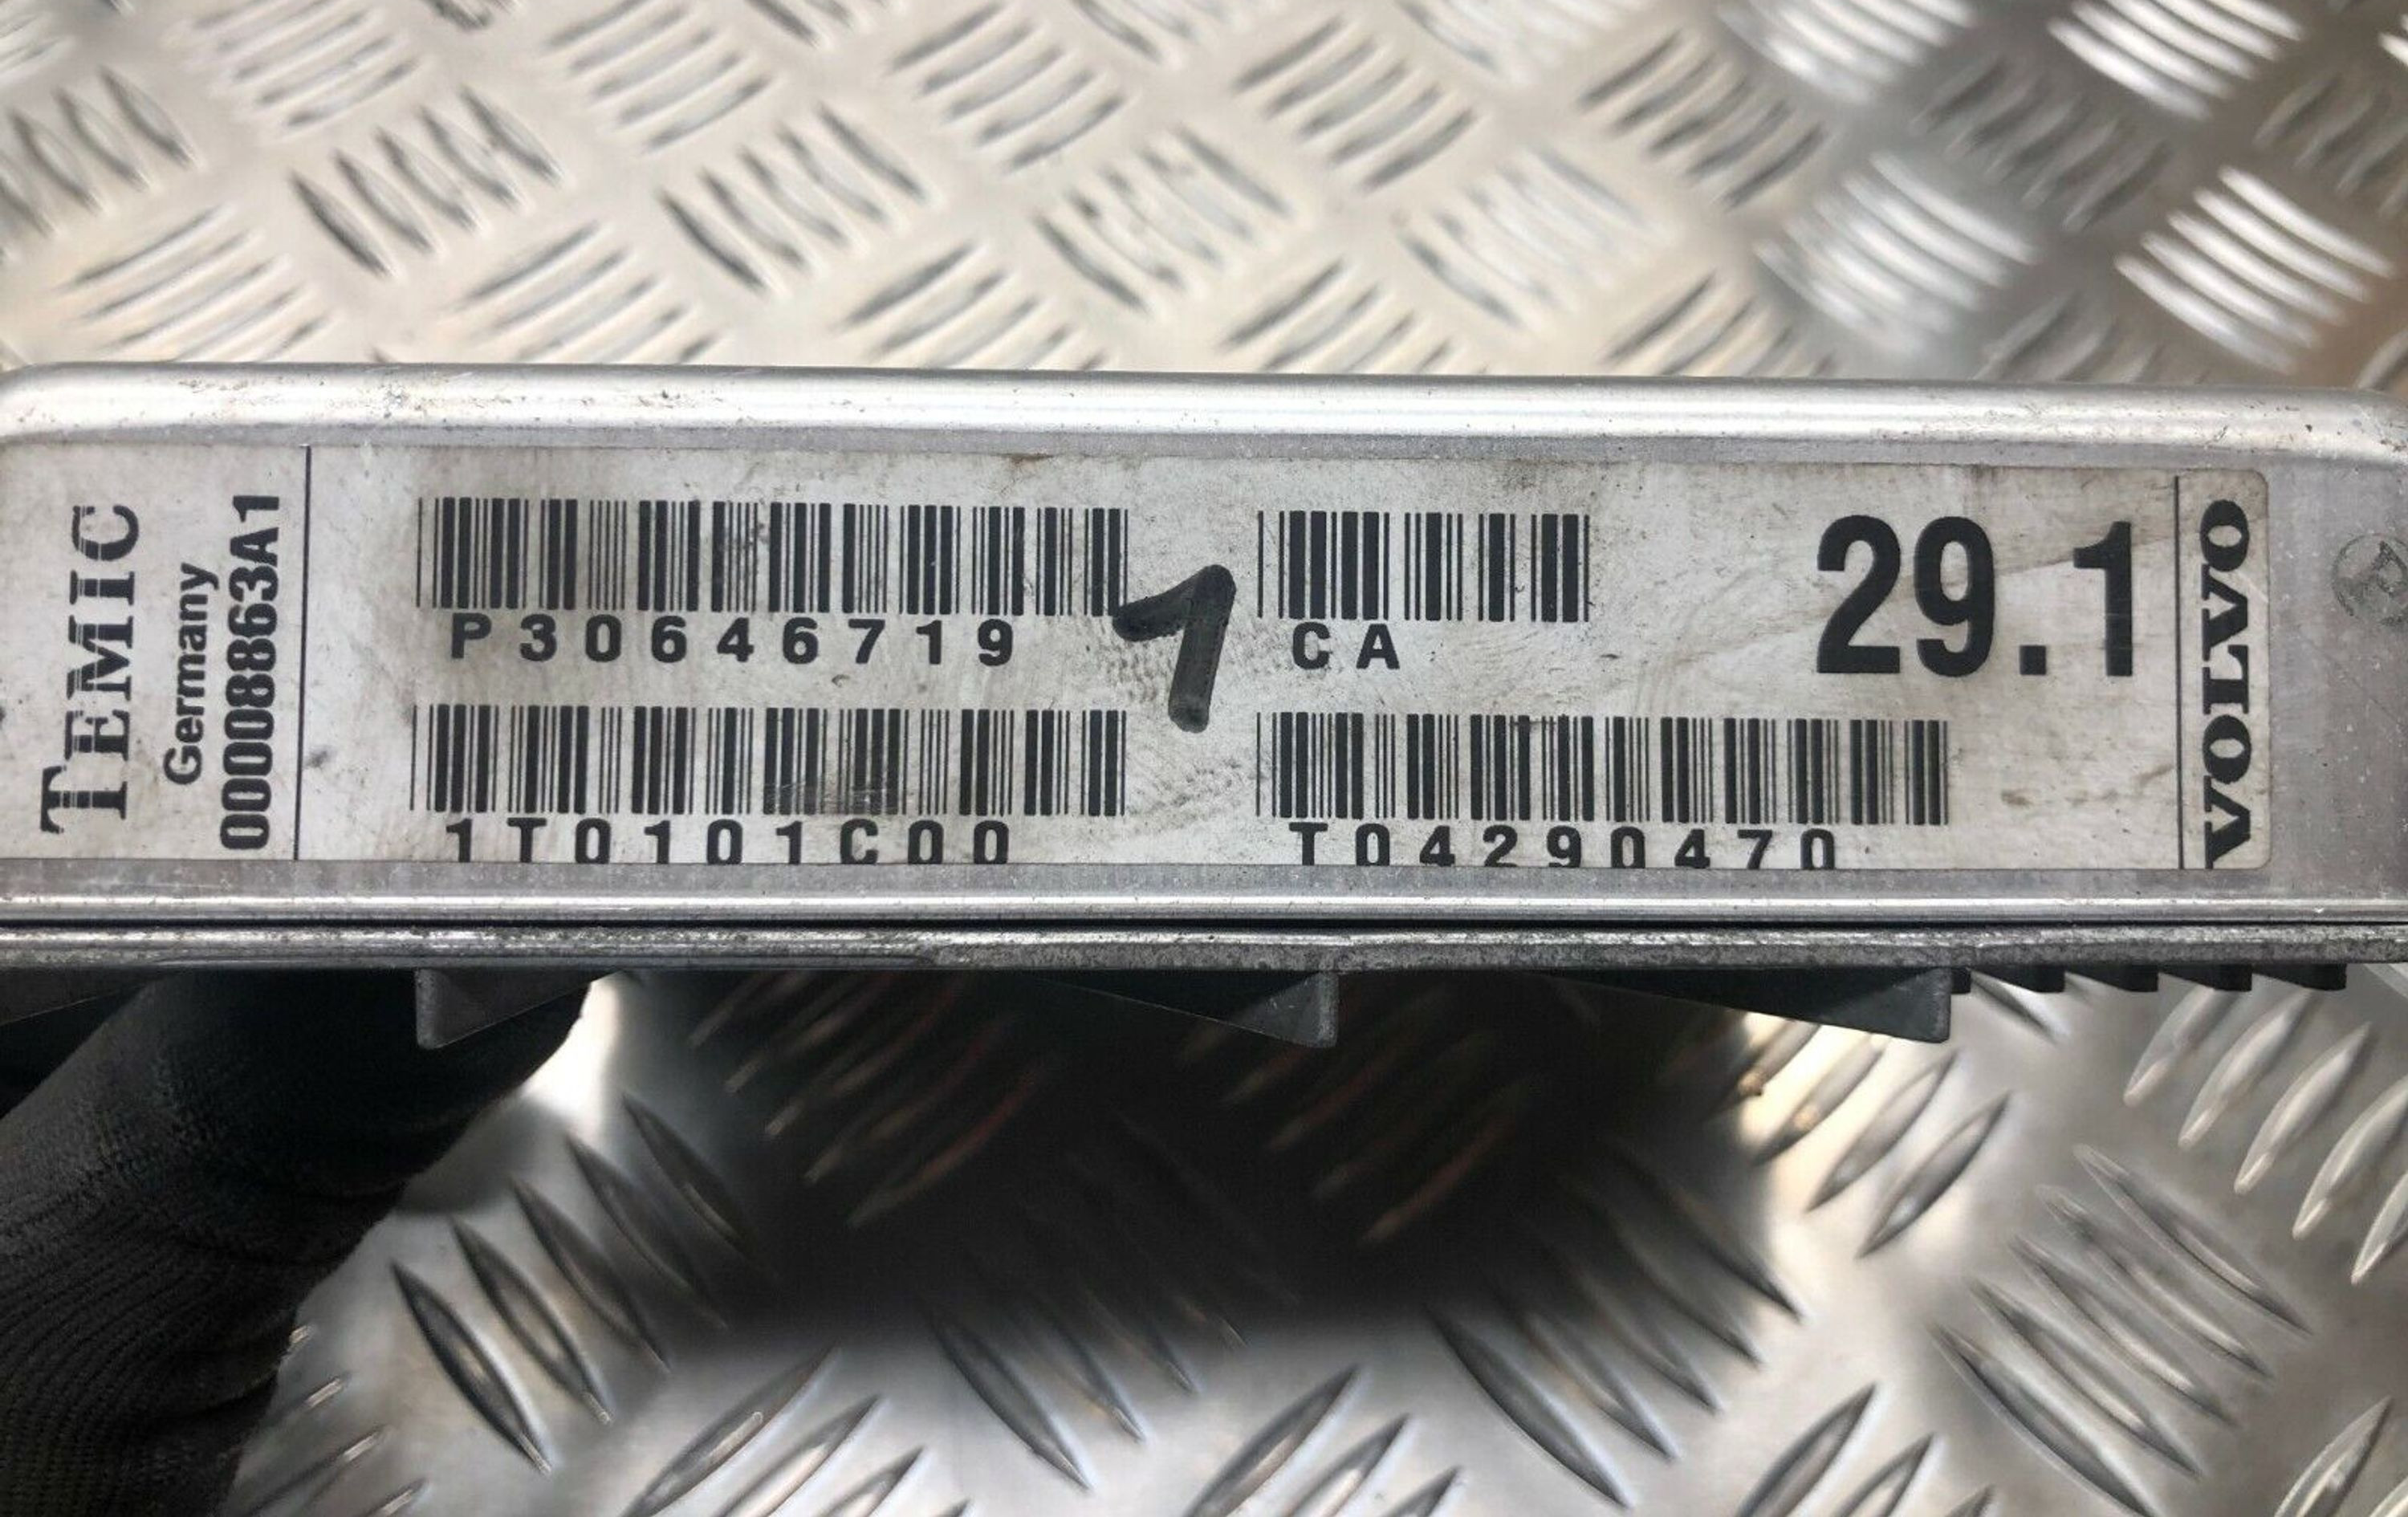 TEMIC
Germany
00008863A1
P30646719
1
CA
29.1
1T0101C00
T04290470
VOLVO